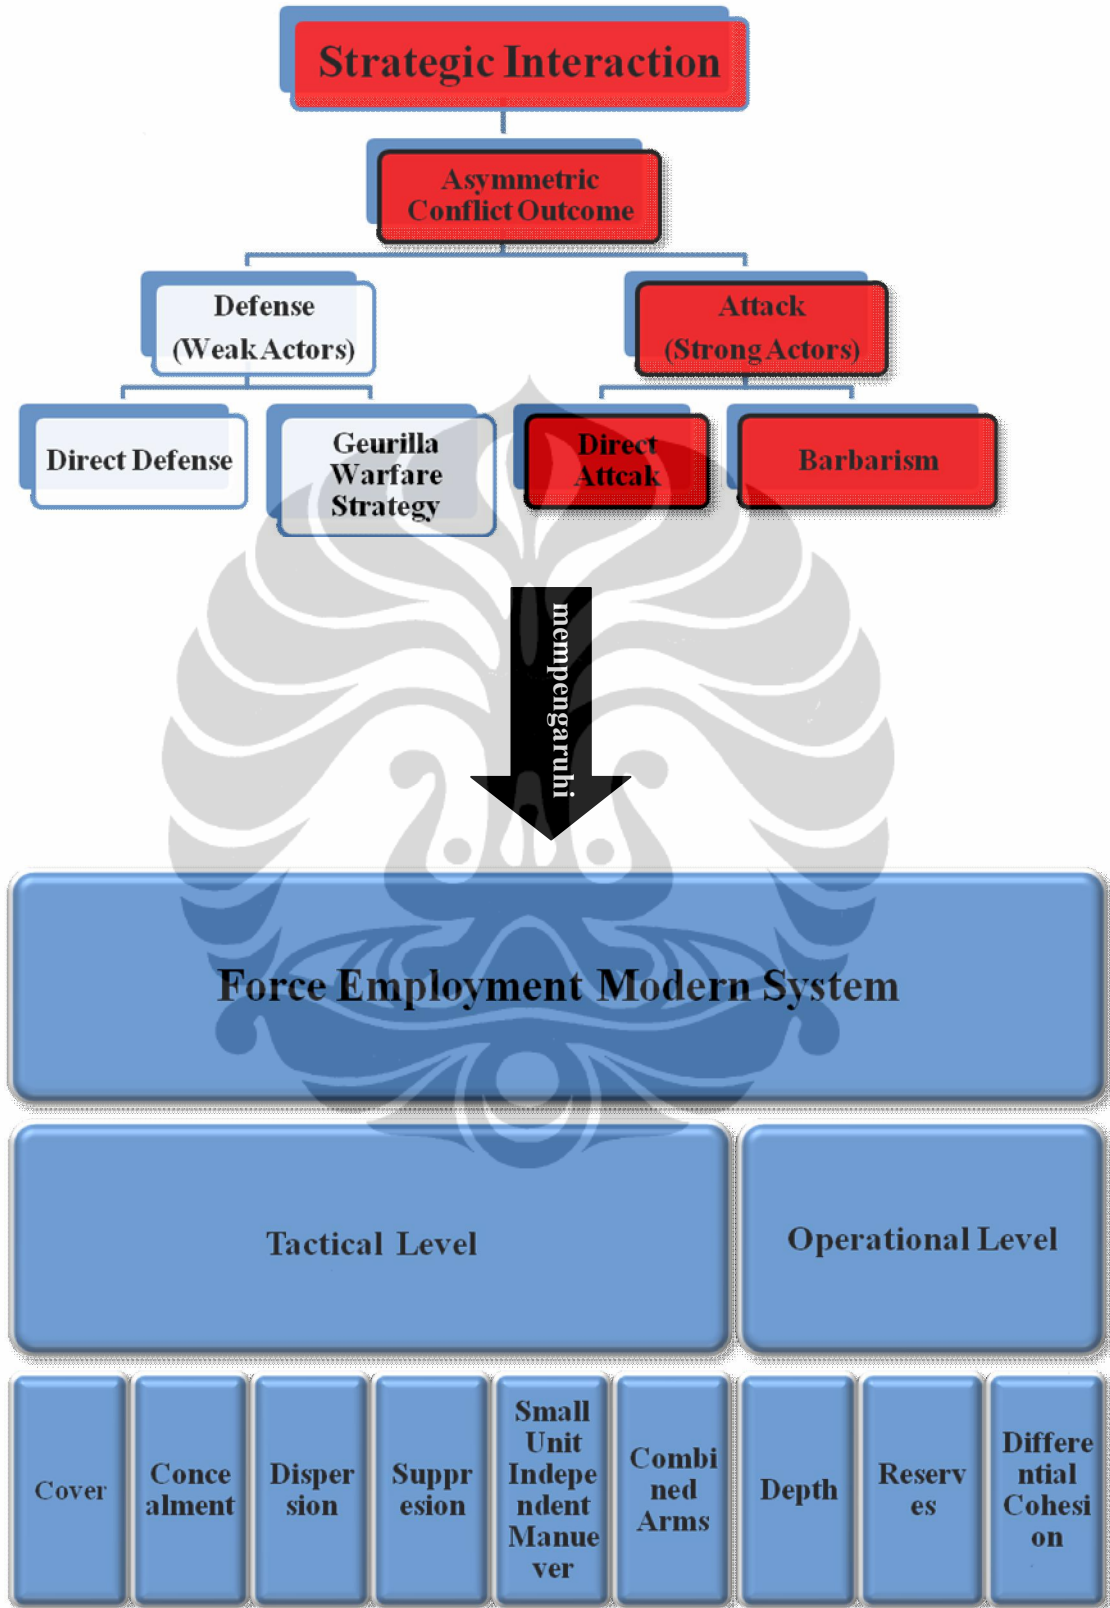 Strategic Interaction
Asymmetric
Conflict Outcome
Defense
(Weak Actors)
Attack
(Strong Actors)
Direct Defense
Geurilla
Warfare
Strategy
Direct
Attcak
Barbarism
mempengaruhi
Force Employment Modern System
Tactical Level
Operational Level
Cover
Conce
alment
Disper
sion
Suppr
esion
Small
Unit
Indepe
ndent
Manue
ver
Combi
ned
Arms
Depth
Reserv
es
Differe
ntial
Cohesi
on